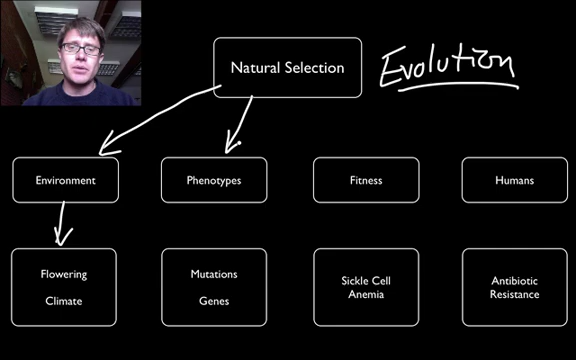 Natural Selection
Evolution
Environment
Phenotypes
Fitness
Humans
Flowering
Climate
Mutations
Genes
Sickle Cell
Anemia
Antibiotic
Resistance